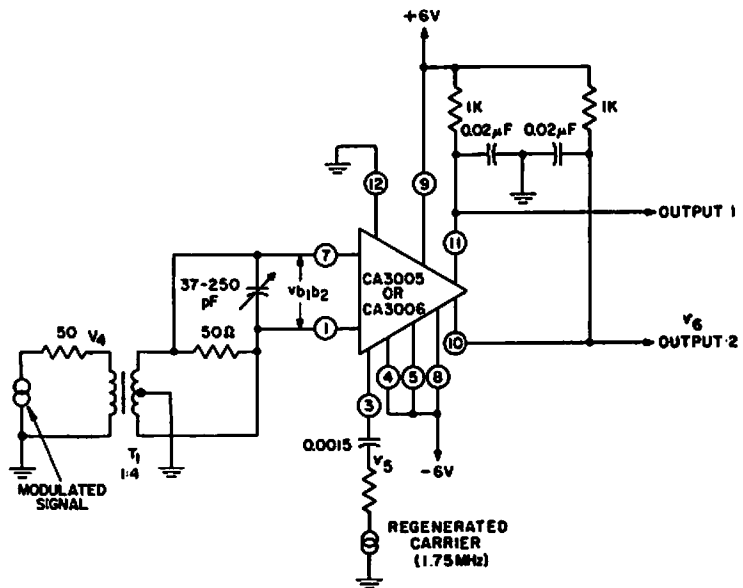 +6V
1K
1K
0.02µF
0.02µF
12
9
OUTPUT 1
11
7
37-250
pF
vb1b2
CA3005
OR
CA3006
50
V4
50Ω
1
10
v6
OUTPUT 2
4
5
8
3
T1
1:4
0.0015
v5
-6V
MODULATED
SIGNAL
REGENERATED
CARRIER
(1.75MHz)